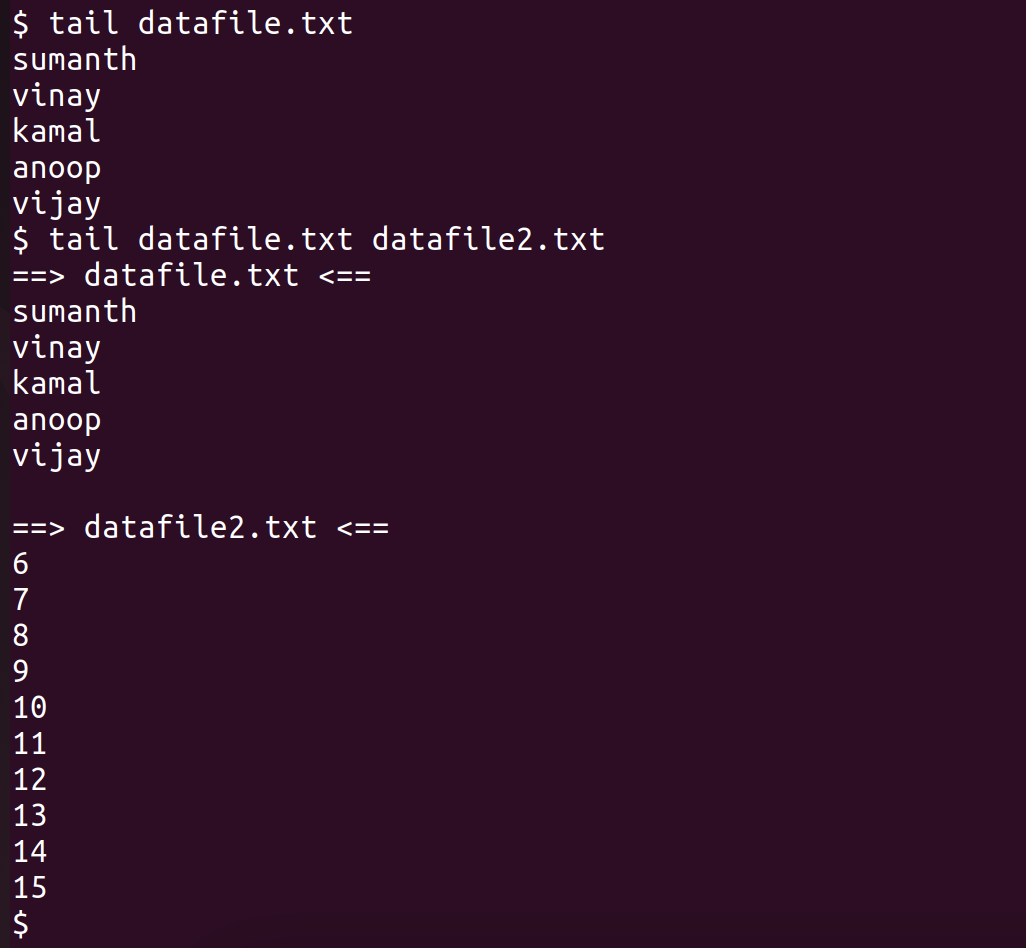 $ tail datafile.txt
sumanth
vinay
kamal
anoop
vijay
$ tail datafile.txt datafile2.txt
==> datafile.txt <==
sumanth
vinay
kamal
anoop
vijay

==> datafile2.txt <==
6
7
8
9
10
11
12
13
14
15
$